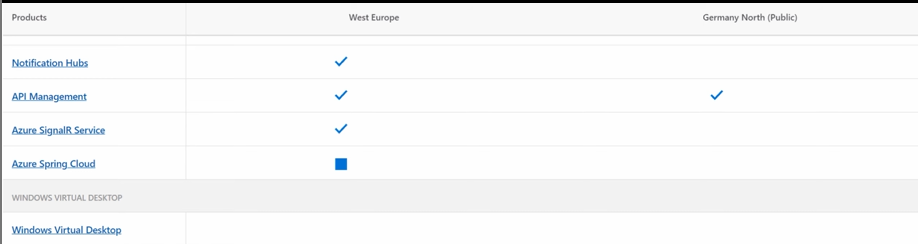 Products West Europe Germany North (Public)
Notification Hubs
API Management
Azure SignalR Service
Azure Spring Cloud
WINDOWS VIRTUAL DESKTOP
Windows Virtual Desktop